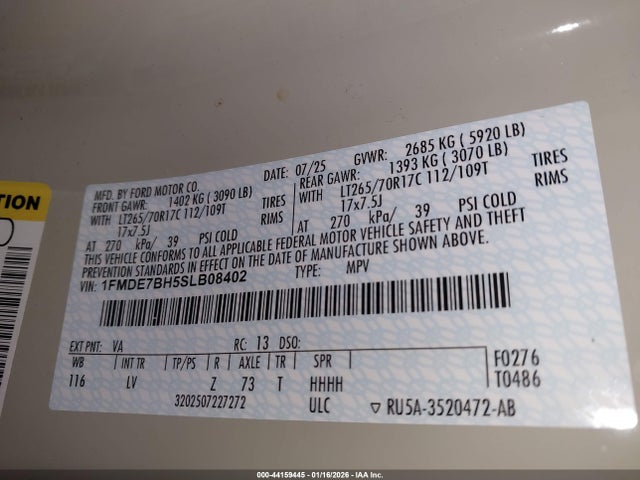 TION
MFD. BY FORD MOTOR CO.
DATE: 07/25 GVWR: 2685 KG ( 5920 LB)
FRONT GAWR: 1402 KG ( 3090 LB)
REAR GAWR: 1393 KG ( 3070 LB)
WITH LT265/70R17C 112/109T TIRES
WITH LT265/70R17C 112/109T TIRES
17x7.5J RIMS
17x7.5J RIMS
AT 270 kPa/ 39 PSI COLD
AT 270 kPa/ 39 PSI COLD
THIS VEHICLE CONFORMS TO ALL APPLICABLE FEDERAL MOTOR VEHICLE SAFETY AND THEFT
PREVENTION STANDARDS IN EFFECT ON THE DATE OF MANUFACTURE SHOWN ABOVE.
VIN: 1FMDE7BH5SLB08402 TYPE: MPV
EXT PNT: VA RC: 13 DSO:
WB INT TR TP/PS R AXLE TR SPR
116 LV Z 73 T HHHH
F0276
T0486
3202507227272 ULC ▽ RU5A-3520472-AB
000-44159445 - 01/16/2026 - IAA Inc.